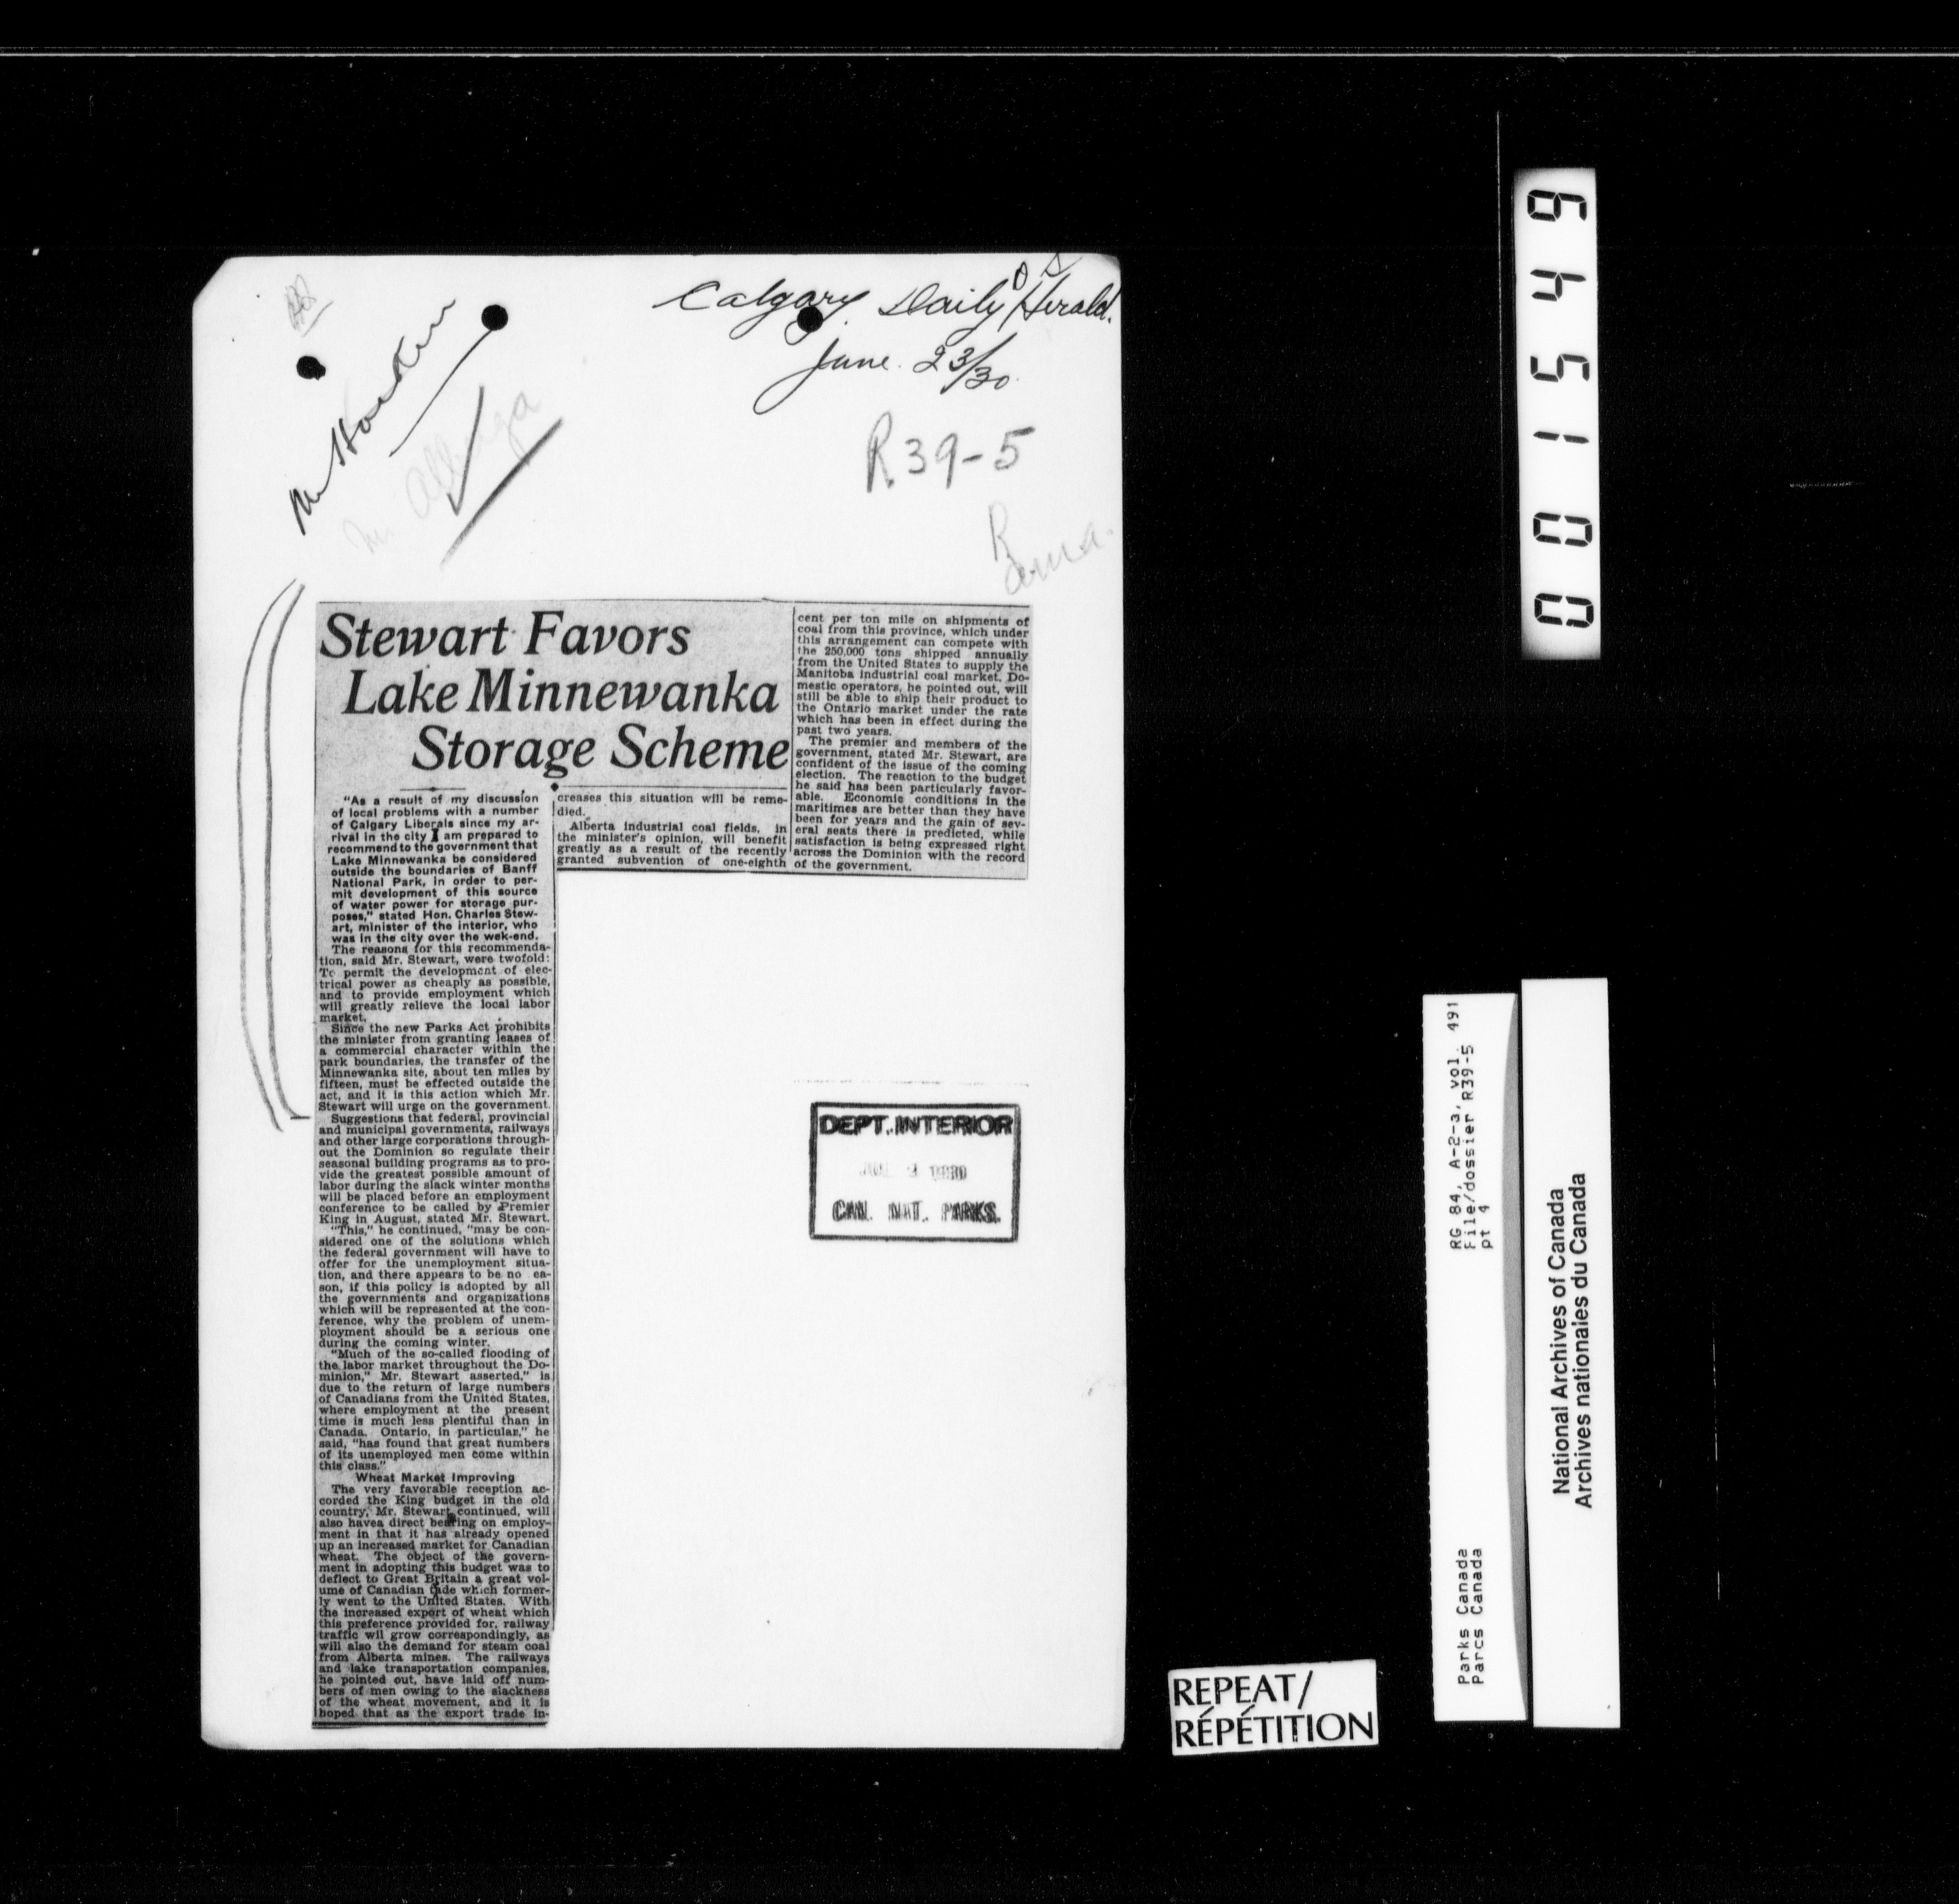 Calgary Daily Herald.
June. 23/30.
R39-5
Stewart Favors
Lake Minnewanka
Storage Scheme
"As a result of my discussion
of local problems with a number
of Calgary Liberals since my ar-
rival in the city I am prepared to
recommend to the government that
Lake Minnewanka be considered
outside the boundaries of Banff
National Park, in order to per-
mit development of this source
of water power for storage pur-
poses," stated Hon. Charles Stew-
art, minister of the interior, who
was in the city over the wek-end.
The reasons for this recommenda-
tion, said Mr. Stewart, were twofold:
To permit the development of elec-
trical power as cheaply as possible,
and to provide employment which
will greatly relieve the local labor
market.
Since the new Parks Act prohibits
the minister from granting leases of
a commercial character within the
park boundaries, the transfer of the
Minnewanka site, about ten miles by
fifteen, must be effected outside the
act, and it is this action which Mr.
Stewart will urge on the government.
Suggestions that federal, provincial
and municipal governments, railways
and other large corporations through-
out the Dominion so regulate their
seasonal building programs as to pro-
vide the greatest possible amount of
labor during the slack winter months
will be placed before an employment
conference to be called by Premier
King in August, stated Mr. Stewart.
"This," he continued, "may be con-
sidered one of the solutions which
the federal government will have to
offer for the unemployment situa-
tion, and there appears to be no ea-
son, if this policy is adopted by all
the governments and organizations
which will be represented at the con-
ference, why the problem of unem-
ployment should be a serious one
during the coming winter.
"Much of the so-called flooding of
the labor market throughout the Do-
minion," Mr. Stewart asserted," is
due to the return of large numbers
of Canadians from the United States,
where employment at the present
time is much less plentiful than in
Canada. Ontario, in particular," he
said, "has found that great numbers
of its unemployed men come within
this class."
Wheat Market Improving
The very favorable reception ac-
corded the King budget in the old
country, Mr. Stewart continued, will
also havea direct bearing on employ-
ment in that it has already opened
up an increased market for Canadian
wheat. The object of the govern-
ment in adopting this budget was to
deflect to Great Britain a great vol-
ume of Canadian tade which former-
ly went to the United States. With
the increased export of wheat which
this preference provided for, railway
traffic wil grow correspondingly, as
will also the demand for steam coal
from Alberta mines. The railways
and lake transportation companies,
he pointed out, have laid off num-
bers of men owing to the slackness
of the wheat movement, and it is
hoped that as the export trade in-
creases this situation will be reme-
died.
Alberta industrial coal fields, in
the minister's opinion, will benefit
greatly as a result of the recently
granted subvention of one-eighth
cent per ton mile on shipments of
coal from this province, which under
this arrangement can compete with
the 250,000 tons shipped annually
from the United States to supply the
Manitoba industrial coal market. Do-
mestic operators, he pointed out, will
still be able to ship their product to
the Ontario market under the rate
which has been in effect during the
past two years.
The premier and members of the
government, stated Mr. Stewart, are
confident of the issue of the coming
election. The reaction to the budget
he said has been particularly favor-
able. Economic conditions in the
maritimes are better than they have
been for years and the gain of sev-
eral seats there is predicted, while
satisfaction is being expressed right
across the Dominion with the record
of the government.
DEPT. INTERIOR
CAN. NAT. PARKS.
001549
RG 84, A-2-3, vol. 491
File/dossier R39-5
pt 4
Parks Canada
Parcs Canada
National Archives of Canada
Archives nationales du Canada
REPEAT/
RÉPÉTITION